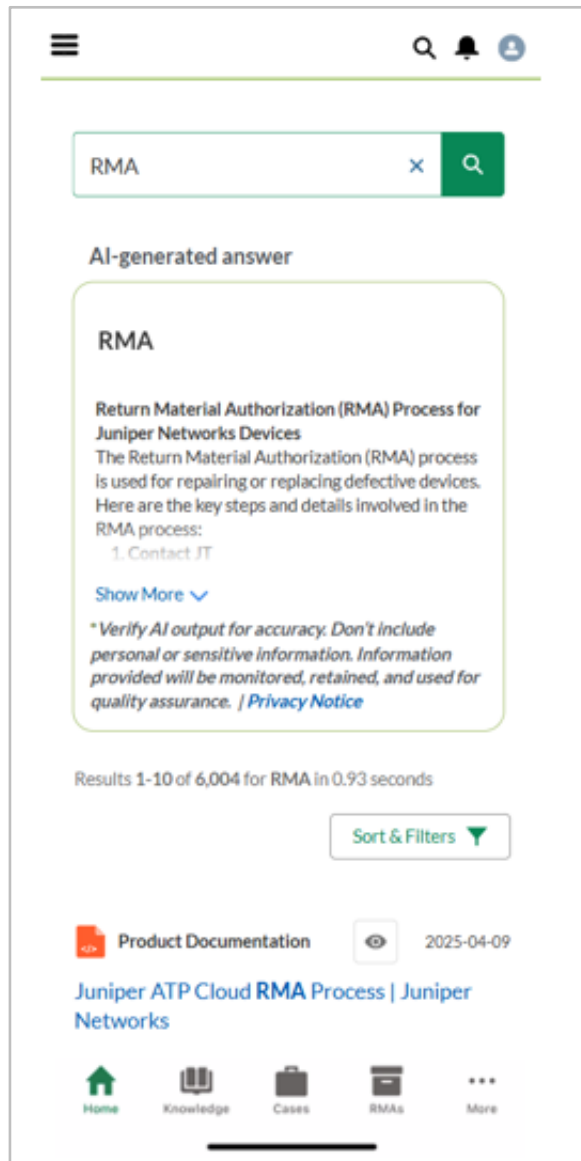 RMA
AI-generated answer
RMA
Return Material Authorization (RMA) Process for
Juniper Networks Devices
The Return Material Authorization (RMA) process
is used for repairing or replacing defective devices.
Here are the key steps and details involved in the
RMA process:
1. Contact JT
Show More
*Verify AI output for accuracy. Don't include
personal or sensitive information. Information
provided will be monitored, retained, and used for
quality assurance. | Privacy Notice
Results 1-10 of 6,004 for RMA in 0.93 seconds
Sort & Filters
Product Documentation 2025-04-09
Juniper ATP Cloud RMA Process | Juniper
Networks
Home Knowledge Cases RMAs More